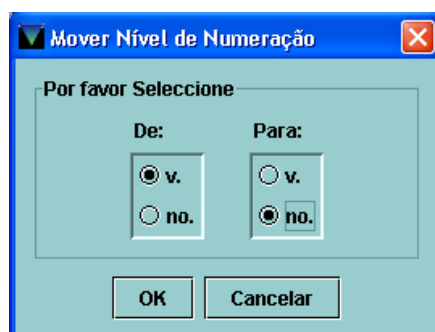 Mover Nível de Numeração
Por favor Seleccione
De: Para:
v. v.
no. no.
OK Cancelar